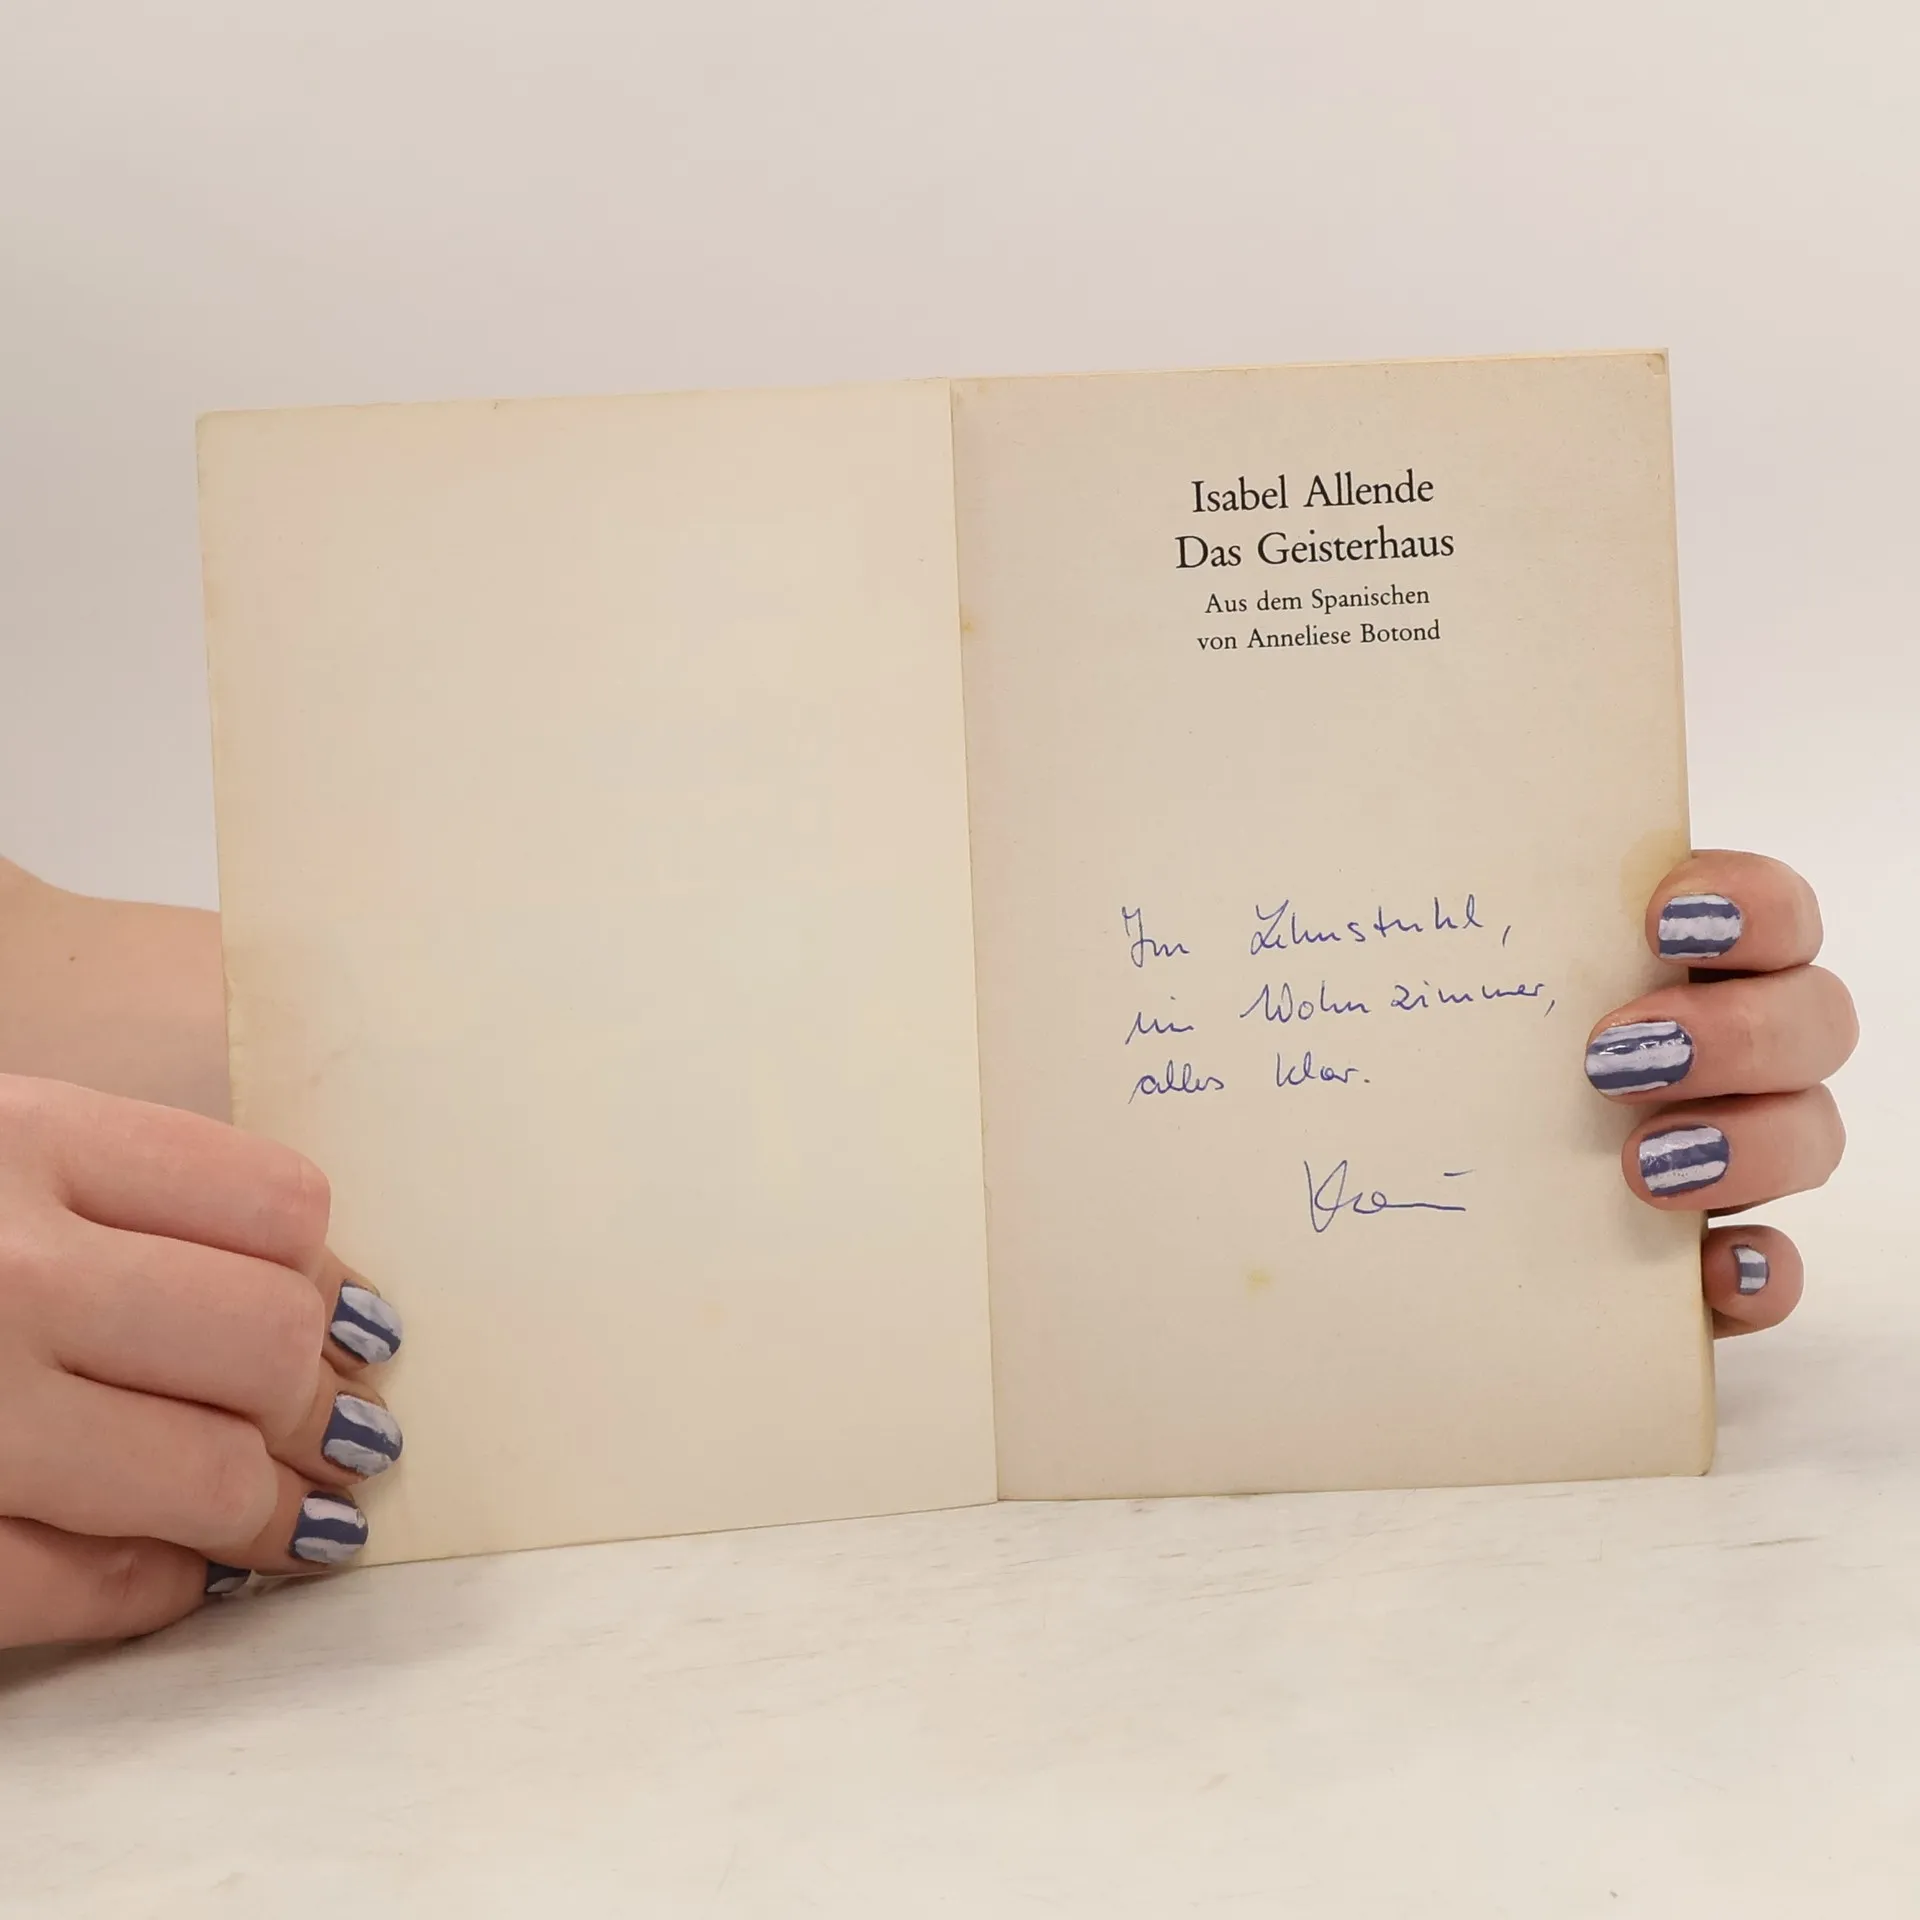 Isabel Allende
Das Geisterhaus
Aus dem Spanischen
von Anneliese Botond
Im Lehnstuhl,
im Wohnzimmer,
alles klar.